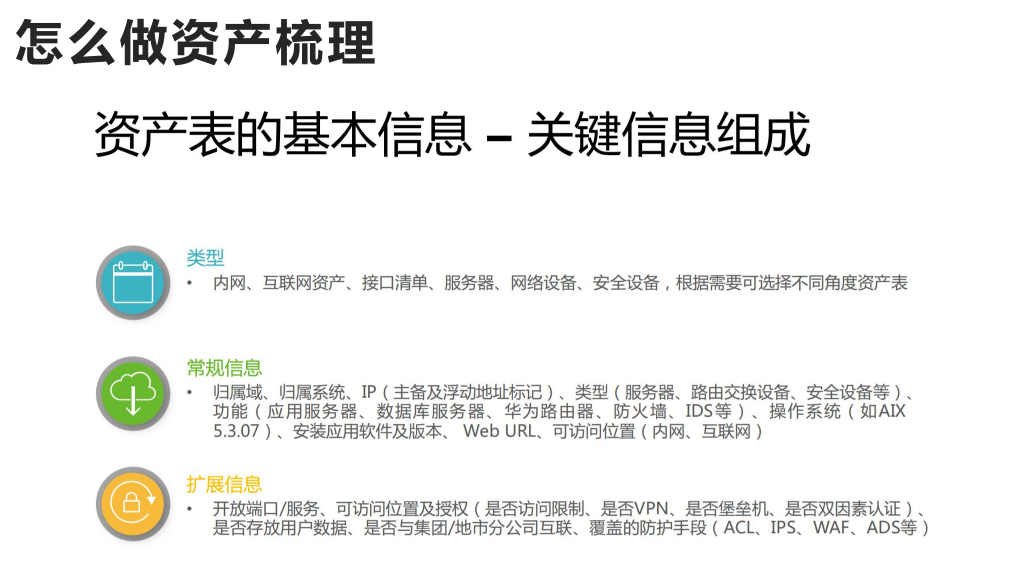 怎么做资产梳理
资产表的基本信息 – 关键信息组成
类型
• 内网、互联网资产、接口清单、服务器、网络设备、安全设备，根据需要可选择不同角度资产表
常规信息
• 归属域、归属系统、IP（主备及浮动地址标记）、类型（服务器、路由交换设备、安全设备等）、
功能（应用服务器、数据库服务器、华为路由器、防火墙、IDS等）、操作系统（如AIX
5.3.07）、安装应用软件及版本、 Web URL、可访问位置（内网、互联网）
扩展信息
• 开放端口/服务、可访问位置及授权（是否访问限制、是否VPN、是否堡垒机、是否双因素认证）、
是否存放用户数据、是否与集团/地市分公司互联、覆盖的防护手段（ACL、IPS、WAF、ADS等）